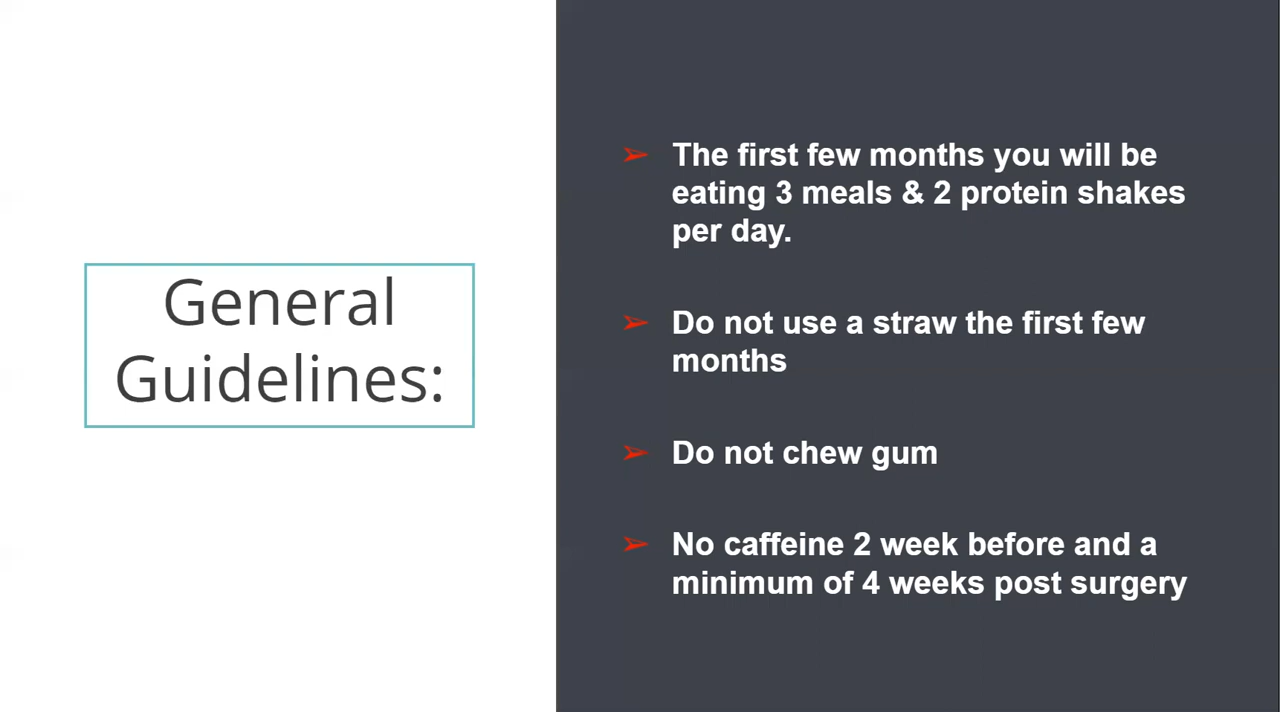 General
Guidelines:
➢ The first few months you will be
eating 3 meals & 2 protein shakes
per day.
➢ Do not use a straw the first few
months
➢ Do not chew gum
➢ No caffeine 2 week before and a
minimum of 4 weeks post surgery